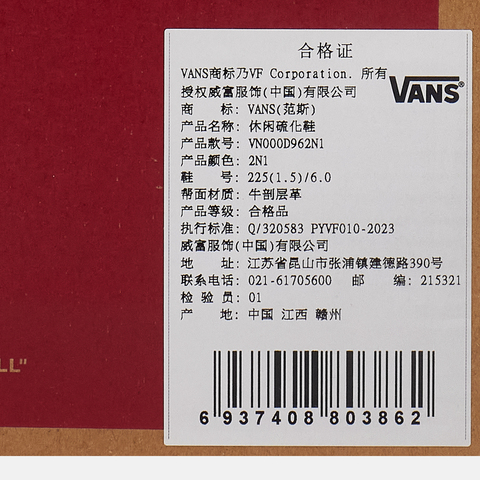 合格证
VANS商标乃VF Corporation. 所有
授权威富服饰(中国)有限公司
VANS®
商 标: VANS(范斯)
产品名称: 休闲硫化鞋
产品款号: VN000D962N1
产品颜色: 2N1
鞋 号: 225(1.5)/6.0
帮面材质: 牛剖层革
产品等级: 合格品
执行标准: Q/320583 PYVF010-2023
威富服饰(中国)有限公司
地 址: 江苏省昆山市张浦镇建德路390号
联系电话: 021-61705600 邮 编: 215321
检 验 员: 01
产 地: 中国 江西 赣州
LL"
6 937408 803862